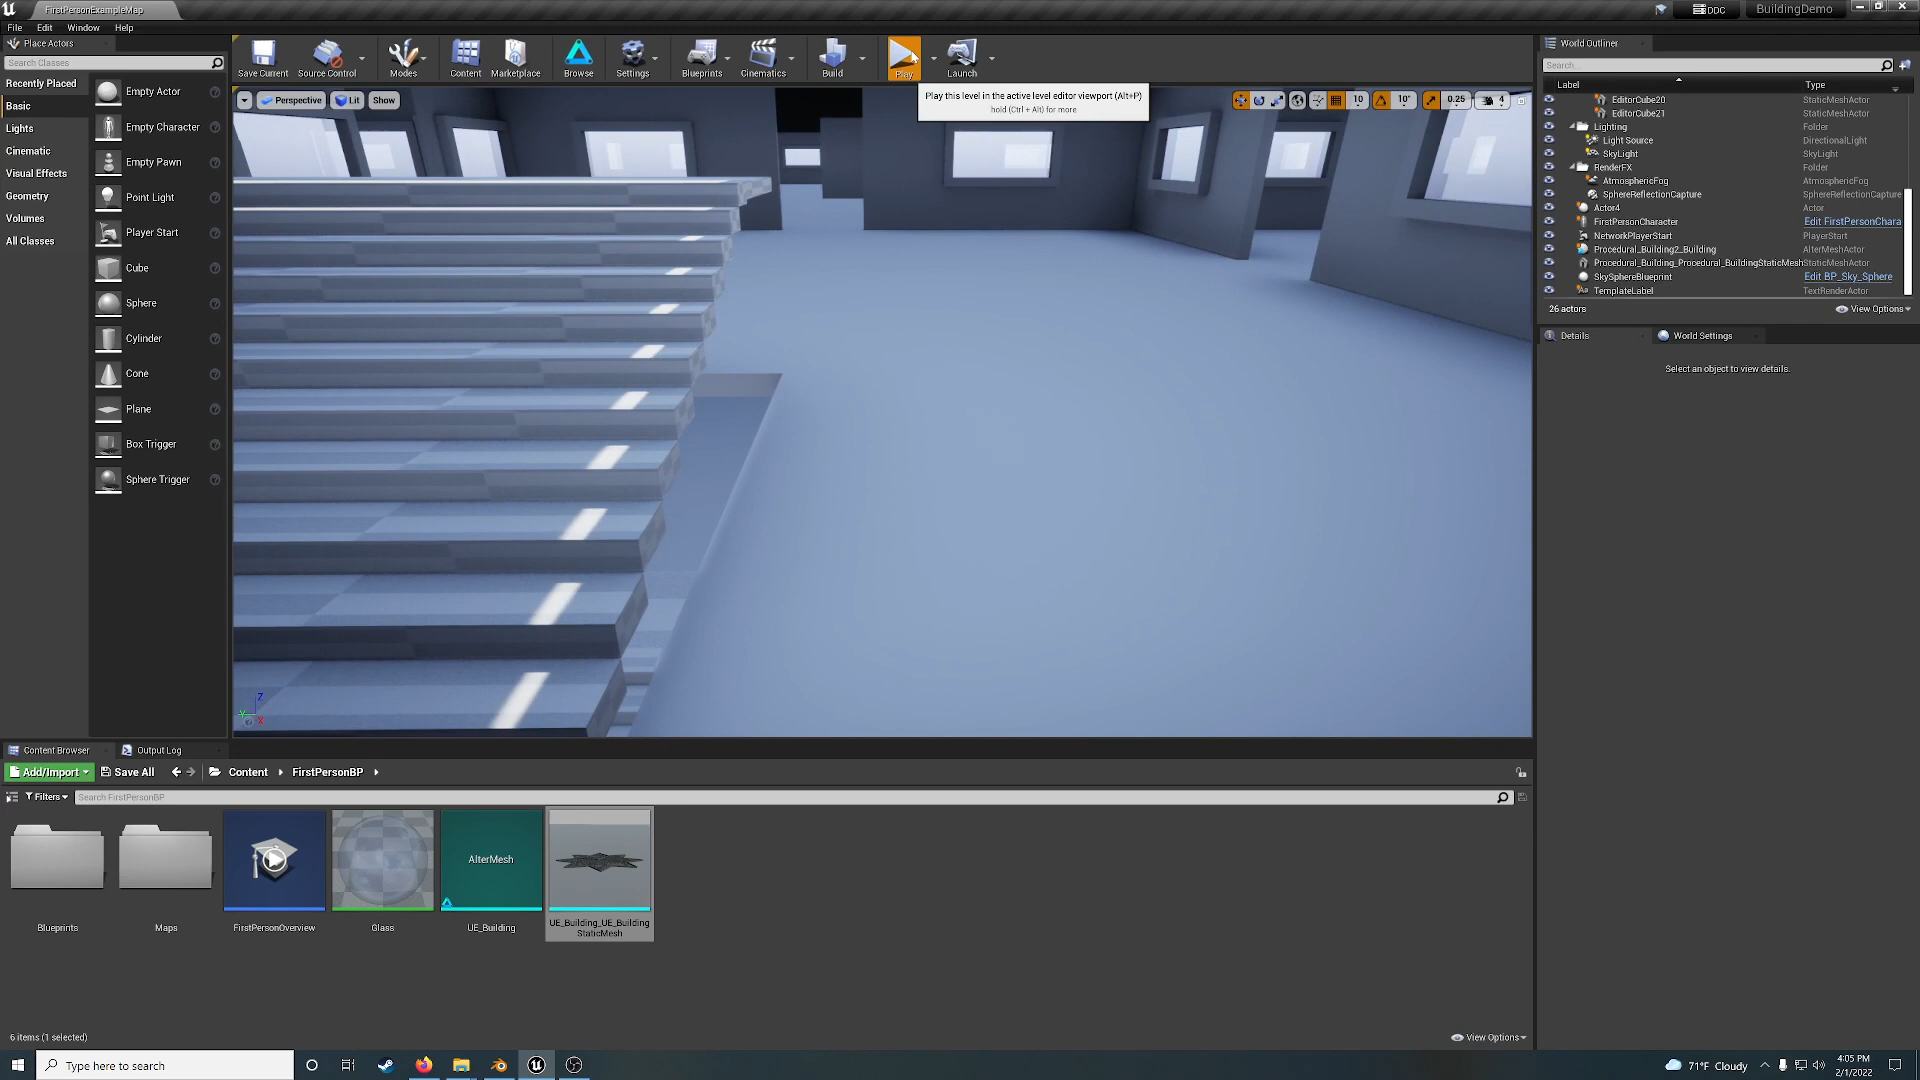 FirstPersonExampleMap
DDC
BuildingDemo
File Edit Window Help
Place Actors
Search Classes
Recently Placed
Basic
Lights
Cinematic
Visual Effects
Geometry
Volumes
All Classes
Empty Actor
Empty Character
Empty Pawn
Point Light
Player Start
Cube
Sphere
Cylinder
Cone
Plane
Box Trigger
Sphere Trigger
Save Current
Source Control
Modes
Content
Marketplace
Browse
Settings
Blueprints
Cinematics
Build
Play
Launch
Perspective
Lit
Show
Play this level in the active level editor viewport (Alt+P)
hold (Ctrl + Alt) for more
10
10°
0.25
4
Z
Y
X
World Outliner
Search...
Label Type
EditorCube20 StaticMeshActor
EditorCube21 StaticMeshActor
Lighting Folder
Light Source DirectionalLight
SkyLight SkyLight
RenderFX Folder
AtmosphericFog AtmosphericFog
SphereReflectionCapture SphereReflectionCapture
Actor4 Actor
FirstPersonCharacter Edit FirstPersonChara
NetworkPlayerStart PlayerStart
Procedural_Building2_Building AlterMeshActor
Procedural_Building_Procedural_BuildingStaticMesh StaticMeshActor
SkySphereBlueprint Edit BP_Sky_Sphere
TemplateLabel TextRenderActor
26 actors
View Options
Details
World Settings
Select an object to view details.
Content Browser
Output Log
Add/Import
Save All
Content
FirstPersonBP
Filters
Search FirstPersonBP
AlterMesh
Blueprints
Maps
FirstPersonOverview
Glass
UE_Building
UE_Building_UE_Building
StaticMesh
6 items (1 selected)
View Options
Type here to search
71°F Cloudy
4:05 PM
2/1/2022